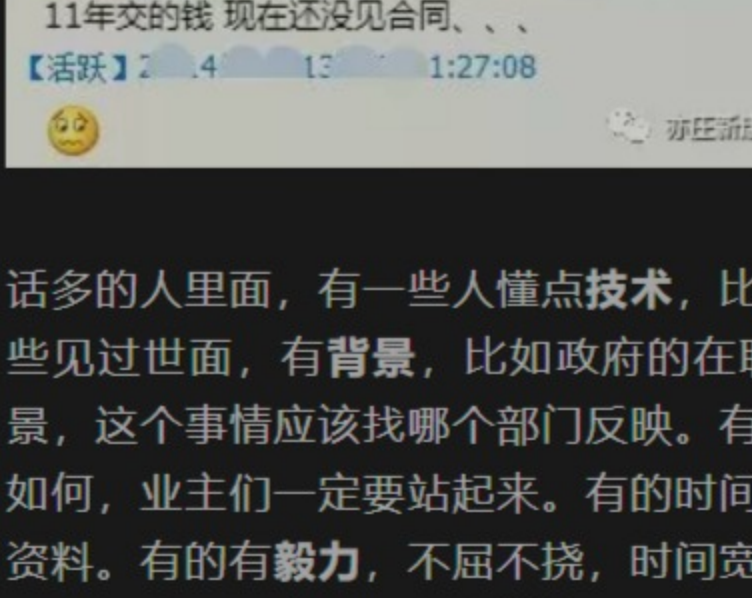 11年交的钱 现在还没见合同、、、
【活跃】2 .4 13 1:27:08
亦庄新
话多的人里面，有一些人懂点技术，比
些见过世面，有背景，比如政府的在
景，这个事情应该找哪个部门反映。有
如何，业主们一定要站起来。有的时间
资料。有的有毅力，不屈不挠，时间宽